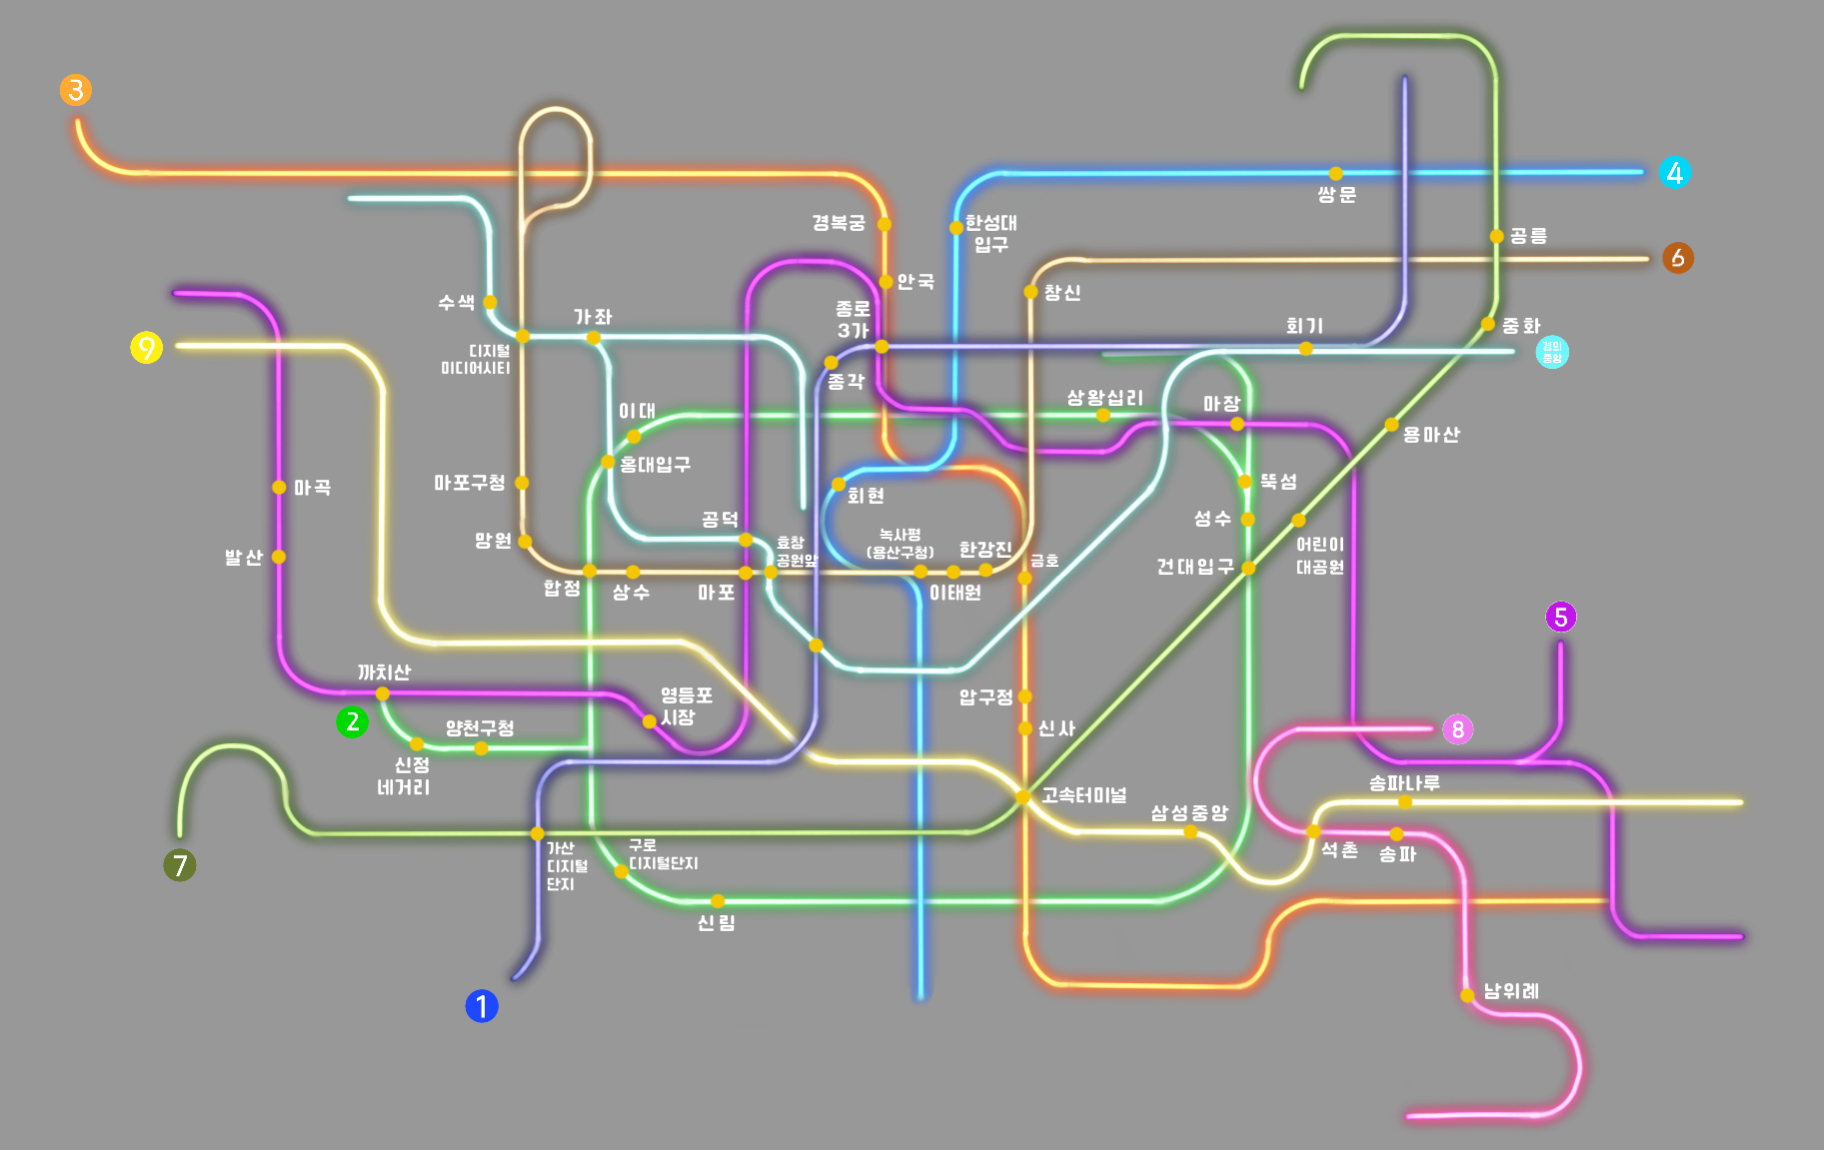 3
4
쌍문
경복궁
한성대
입구
공릉
6
안국
창신
수색
종로
3가
가좌
회기
중화
9
디지털
미디어시티
경의
중앙
종각
상왕십리
마장
이대
용마산
홍대입구
마포구청
뚝섬
마곡
회현
공덕
성수
망원
녹사평
(용산구청)
효창
공원앞
한강진
어린이
대공원
발산
금호
건대입구
합정
상수
마포
이태원
5
까치산
영등포
시장
압구정
2
양천구청
신사
8
신정
네거리
송파나루
고속터미널
삼성중앙
7
가산
디지털
단지
구로
디지털단지
석촌
송파
신림
남위례
1